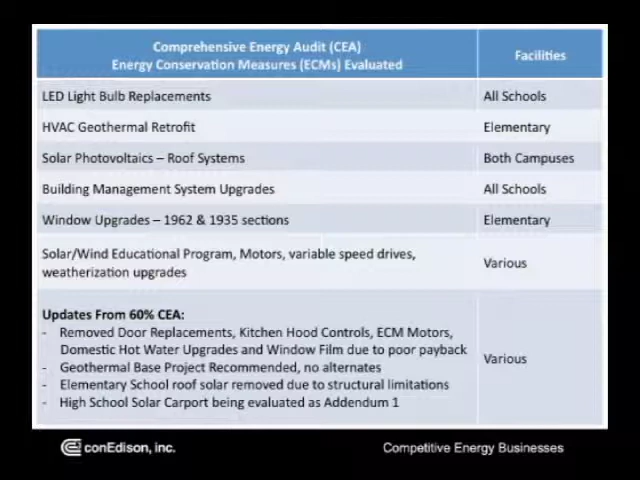 Comprehensive Energy Audit (CEA)
Energy Conservation Measures (ECMs) Evaluated
Facilities
LED Light Bulb Replacements
All Schools
HVAC Geothermal Retrofit
Elementary
Solar Photovoltaics – Roof Systems
Both Campuses
Building Management System Upgrades
All Schools
Window Upgrades – 1962 & 1935 sections
Elementary
Solar/Wind Educational Program, Motors, variable speed drives,
weatherization upgrades
Various
Updates From 60% CEA:
- Removed Door Replacements, Kitchen Hood Controls, ECM Motors,
Domestic Hot Water Upgrades and Window Film due to poor payback
- Geothermal Base Project Recommended, no alternates
- Elementary School roof solar removed due to structural limitations
- High School Solar Carport being evaluated as Addendum 1
Various
conEdison, inc.
Competitive Energy Businesses